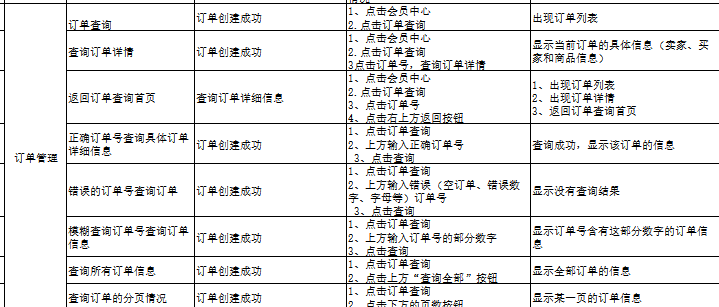 订单管理
订单查询
订单创建成功
1、点击会员中心
2.点击订单查询
出现订单列表
查询订单详情
订单创建成功
1、点击会员中心
2.点击订单查询
3点击订单号，查询订单详情
显示当前订单的具体信息（卖家、买
家和商品信息）
返回订单查询首页
查询订单详细信息
1、点击会员中心
2.点击订单查询
3、点击订单号
4、点击右上方返回按钮
1、出现订单列表
2、出现订单详情
3、返回订单查询首页
正确订单号查询具体订单
详细信息
订单创建成功
1、点击订单查询
2、上方输入正确订单号
3、点击查询
查询成功，显示该订单的信息
错误的订单号查询订单
订单创建成功
1、点击订单查询
2、上方输入错误（空订单、错误数
字、字母等）订单号
3、点击查询
显示没有查询结果
模糊查询订单号查询订单
信息
订单创建成功
1、点击订单查询
2、上方输入订单号的部分数字
3、点击查询
显示订单号含有这部分数字的订单信
息
查询所有订单信息
订单创建成功
1、点击订单查询
2、点击上方“查询全部”按钮
显示全部订单的信息
查询订单的分页情况
订单创建成功
1、点击订单查询
2、点击下方的页数按钮
显示某一页的订单信息